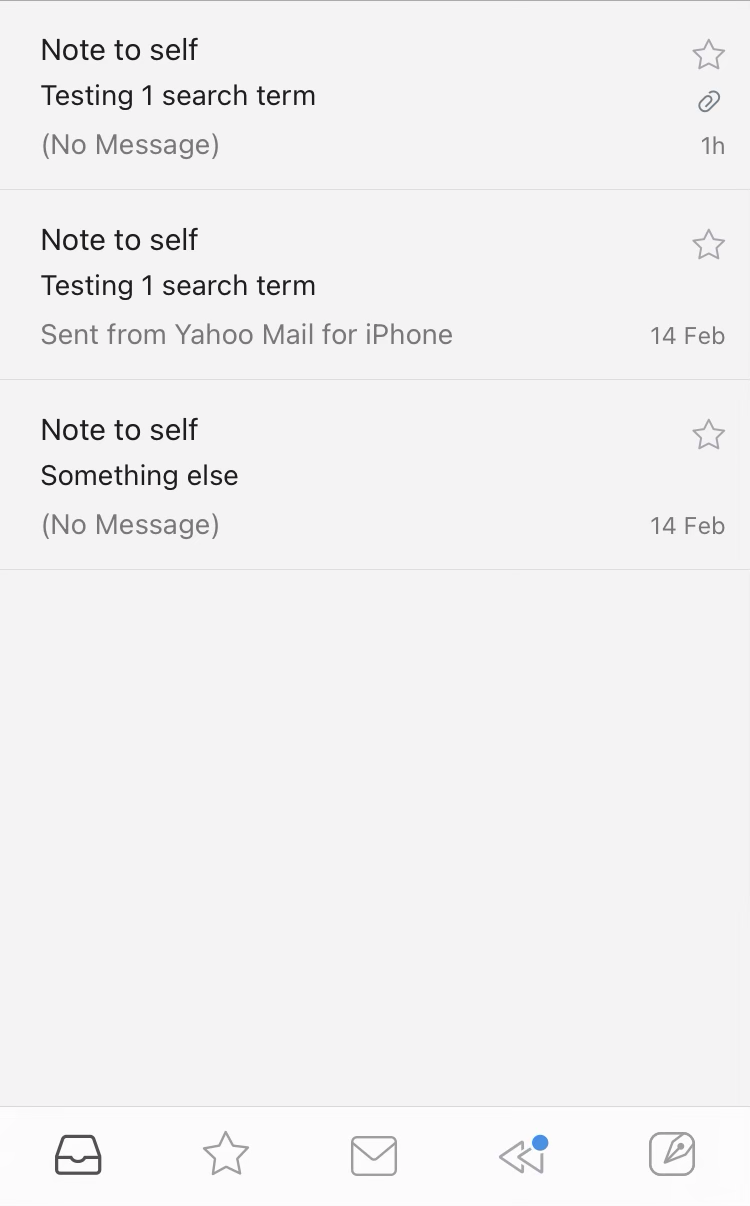 Note to self
Testing 1 search term
(No Message)
1h
Note to self
Testing 1 search term
Sent from Yahoo Mail for iPhone
14 Feb
Note to self
Something else
(No Message)
14 Feb